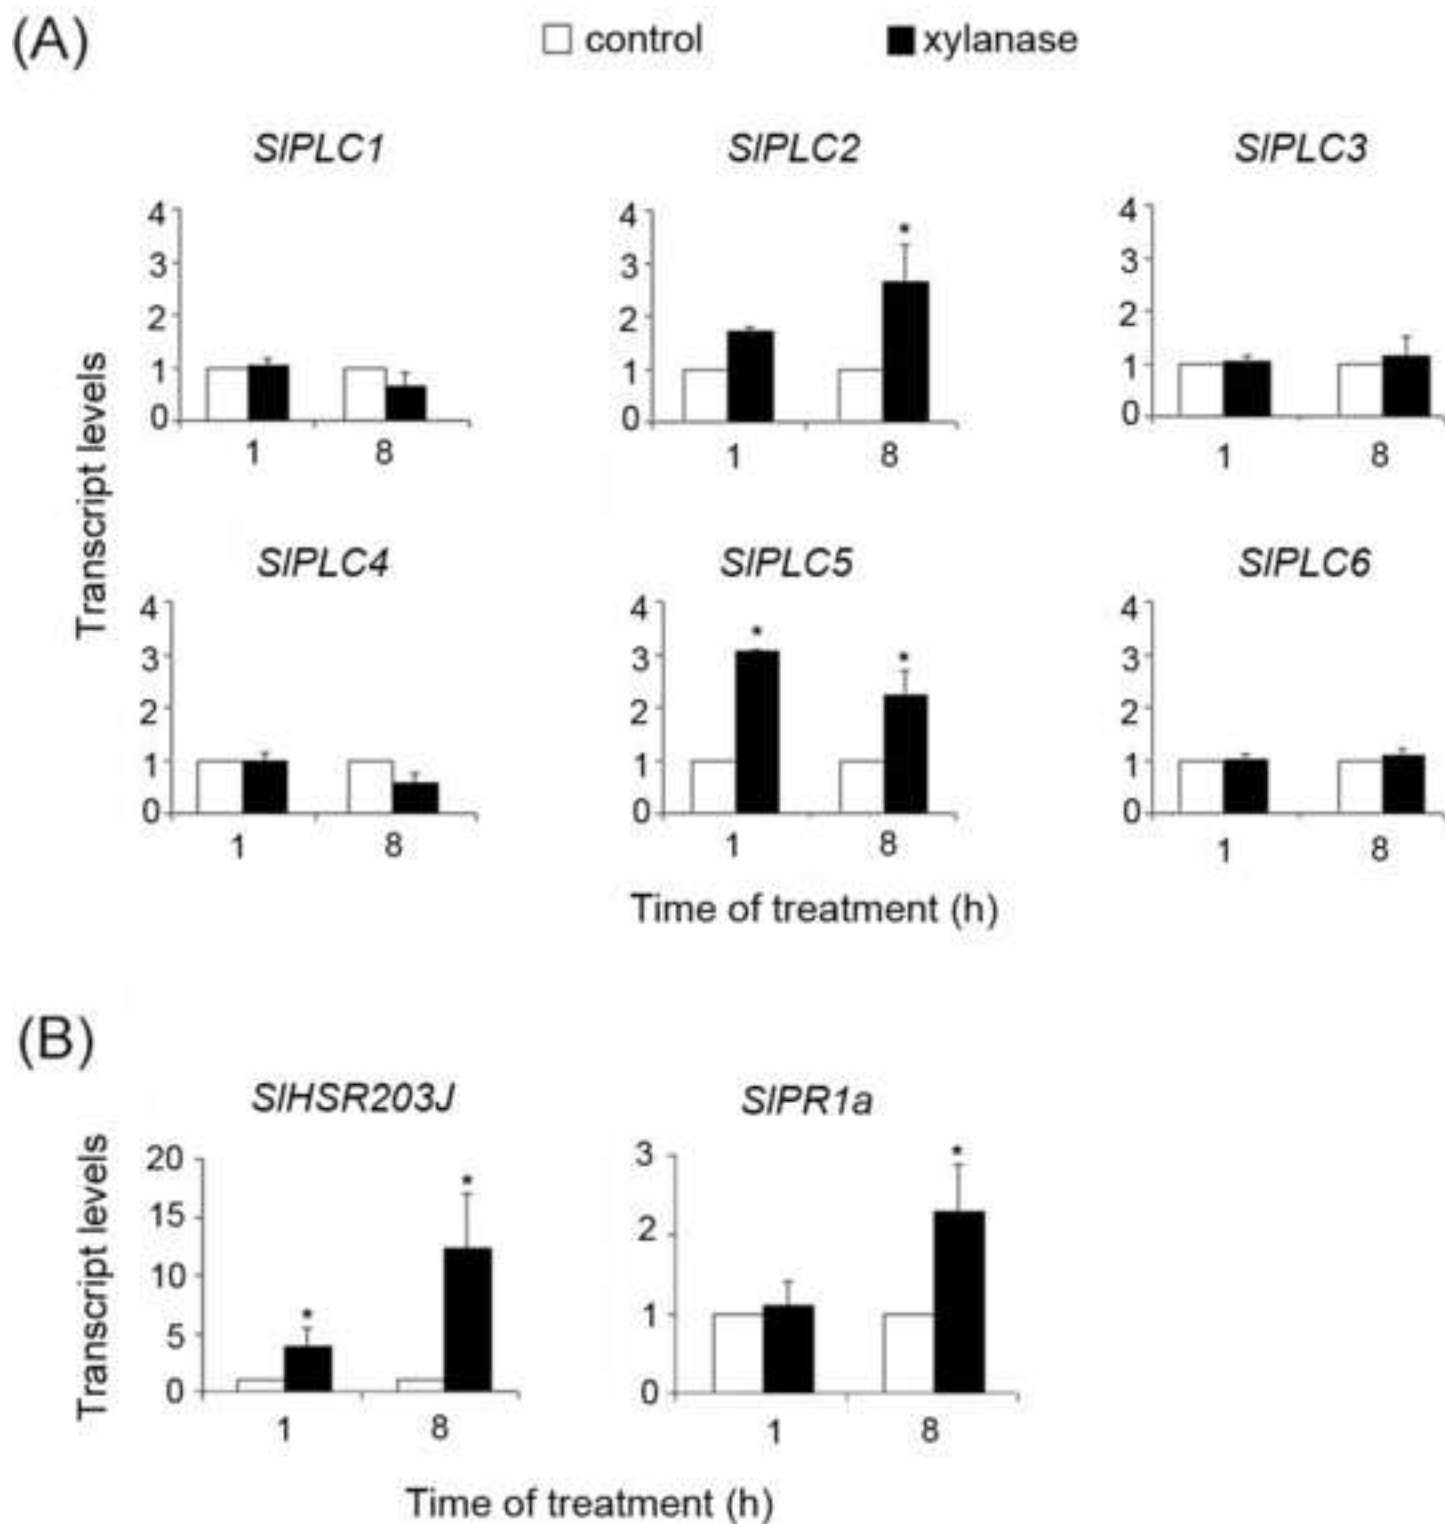 (A)
control xylanase
SlPLC1 SlPLC2 SlPLC3
4 4 4
3 3 3
2 2 2
1 1 1
0 0 0
1 8 1 8 1 8
Transcript levels
SlPLC4 SlPLC5 SlPLC6
4 4 4
3 3 3
2 2 2
1 1 1
0 0 0
1 8 1 8 1 8
* * *
Time of treatment (h)
(B)
SlHSR203J SlPR1a
20 3
15 2
10 1
5 0
0
* * *
1 8 1 8
Transcript levels
Time of treatment (h)